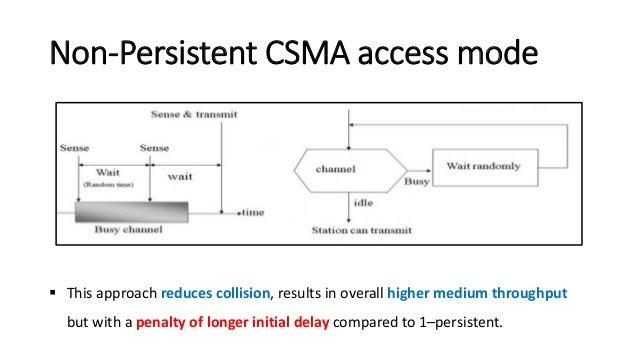 Non-Persistent CSMA access mode
Sense & transmit
Sense
Sense
Wait
(Random time)
wait
time
Busy channel
channel
Busy
Wait randomly
idle
Station can transmit
▪ This approach reduces collision, results in overall higher medium throughput
but with a penalty of longer initial delay compared to 1–persistent.